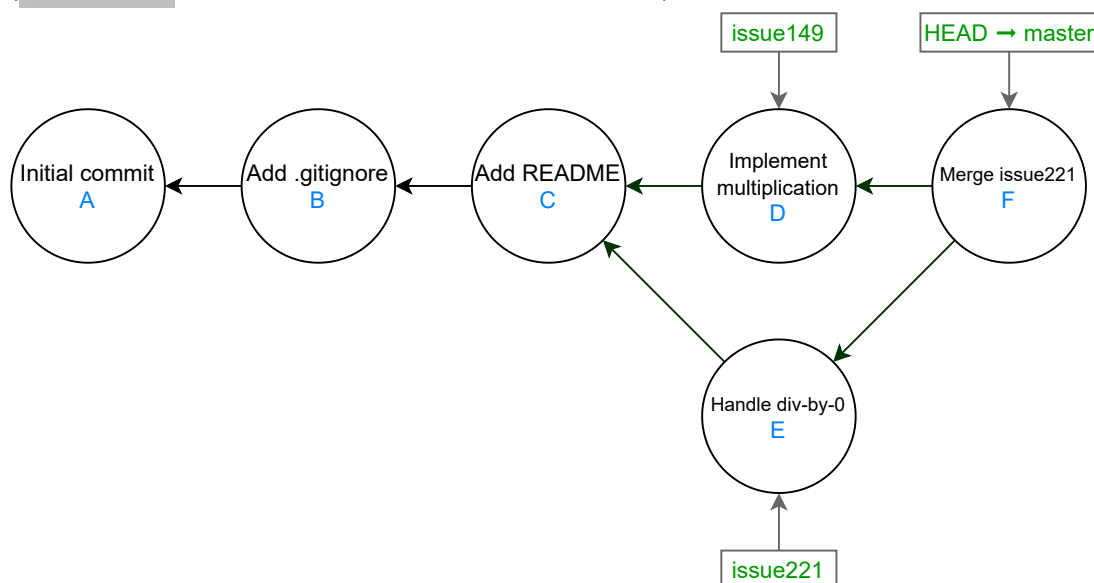 issue149
HEAD → master
Initial commit
A
Add .gitignore
B
Add README
C
Implement
multiplication
D
Merge issue221
F
Handle div-by-0
E
issue221